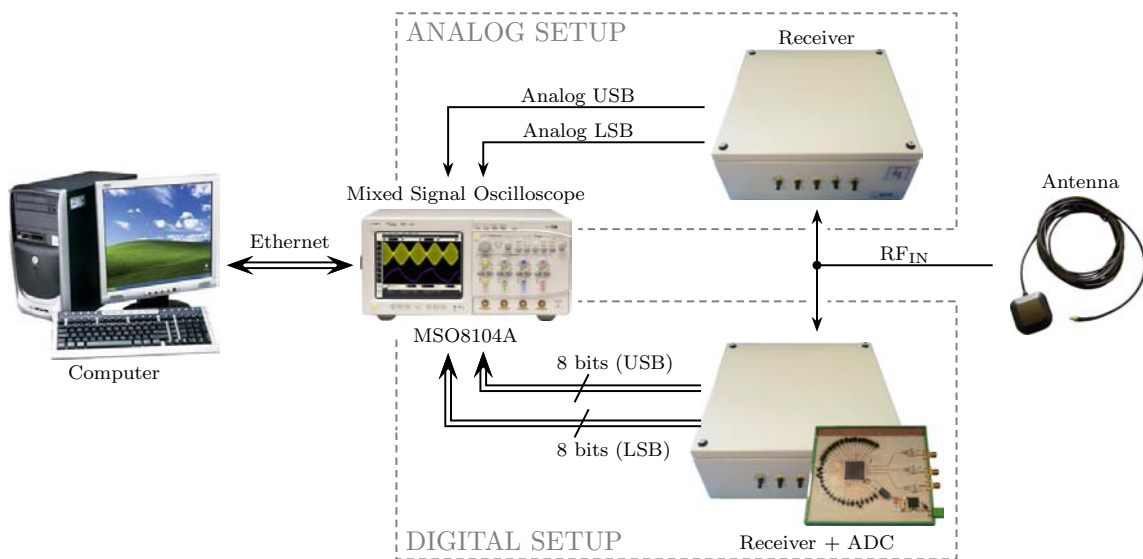 ANALOG SETUP
Receiver
Analog USB
Analog LSB
Mixed Signal Oscilloscope
Antenna
Ethernet
RF_IN
MSO8104A
Computer
8 bits (USB)
8 bits (LSB)
DIGITAL SETUP
Receiver + ADC